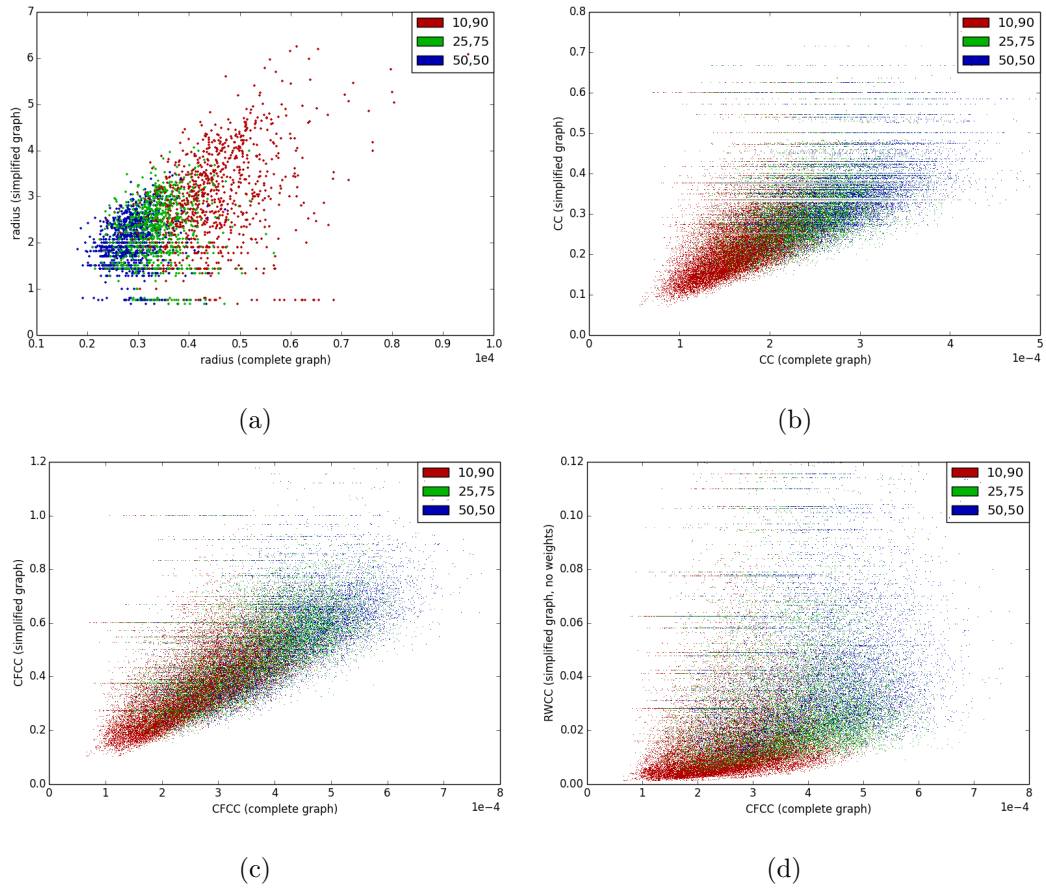 7
6
5
4
3
2
1
0
radius (simplified graph)
10,90
25,75
50,50
0.1 0.2 0.3 0.4 0.5 0.6 0.7 0.8 0.9 1.0
1e4
radius (complete graph)
(a)
0.8
0.7
0.6
0.5
0.4
0.3
0.2
0.1
0.0
CC (simplified graph)
10,90
25,75
50,50
0 1 2 3 4 5
1e−4
CC (complete graph)
(b)
1.2
1.0
0.8
0.6
0.4
0.2
0.0
CFCC (simplified graph)
10,90
25,75
50,50
0 1 2 3 4 5 6 7 8
1e−4
CFCC (complete graph)
(c)
0.12
0.10
0.08
0.06
0.04
0.02
0.00
RWCC (simplified graph, no weights)
10,90
25,75
50,50
0 1 2 3 4 5 6 7 8
1e−4
CFCC (complete graph)
(d)